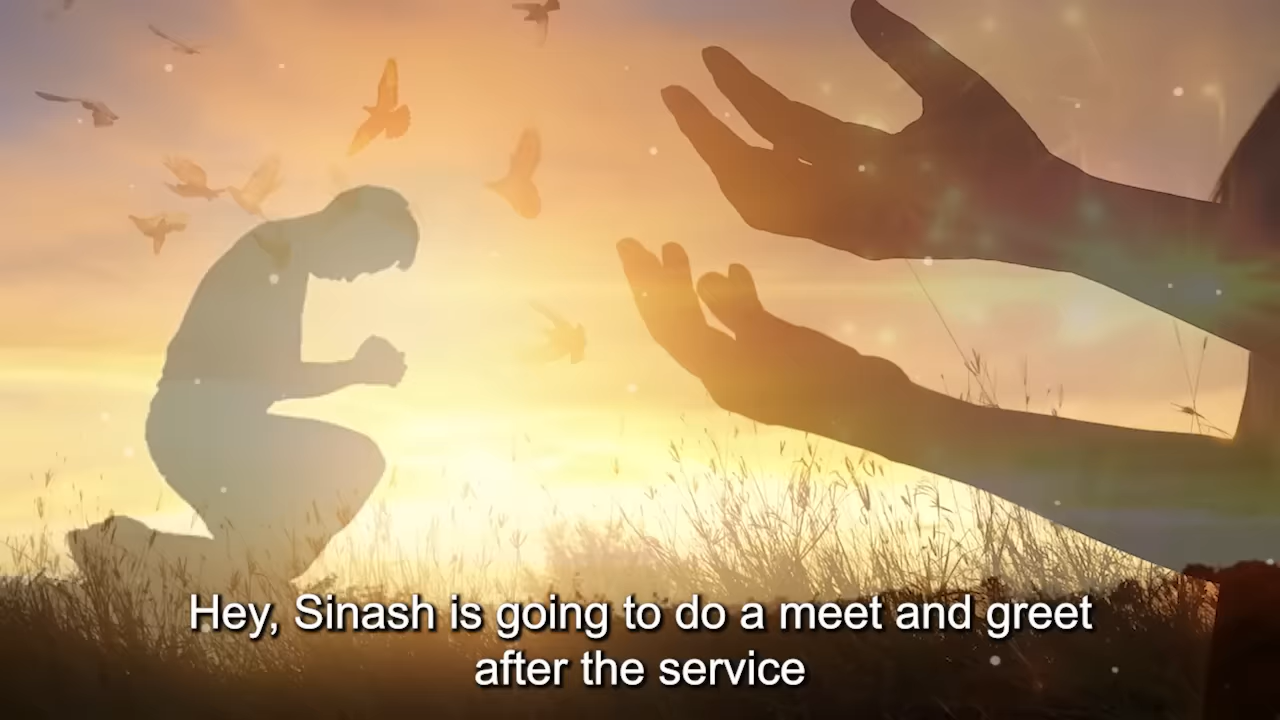 Hey, Sinash is going to do a meet and greet
after the service